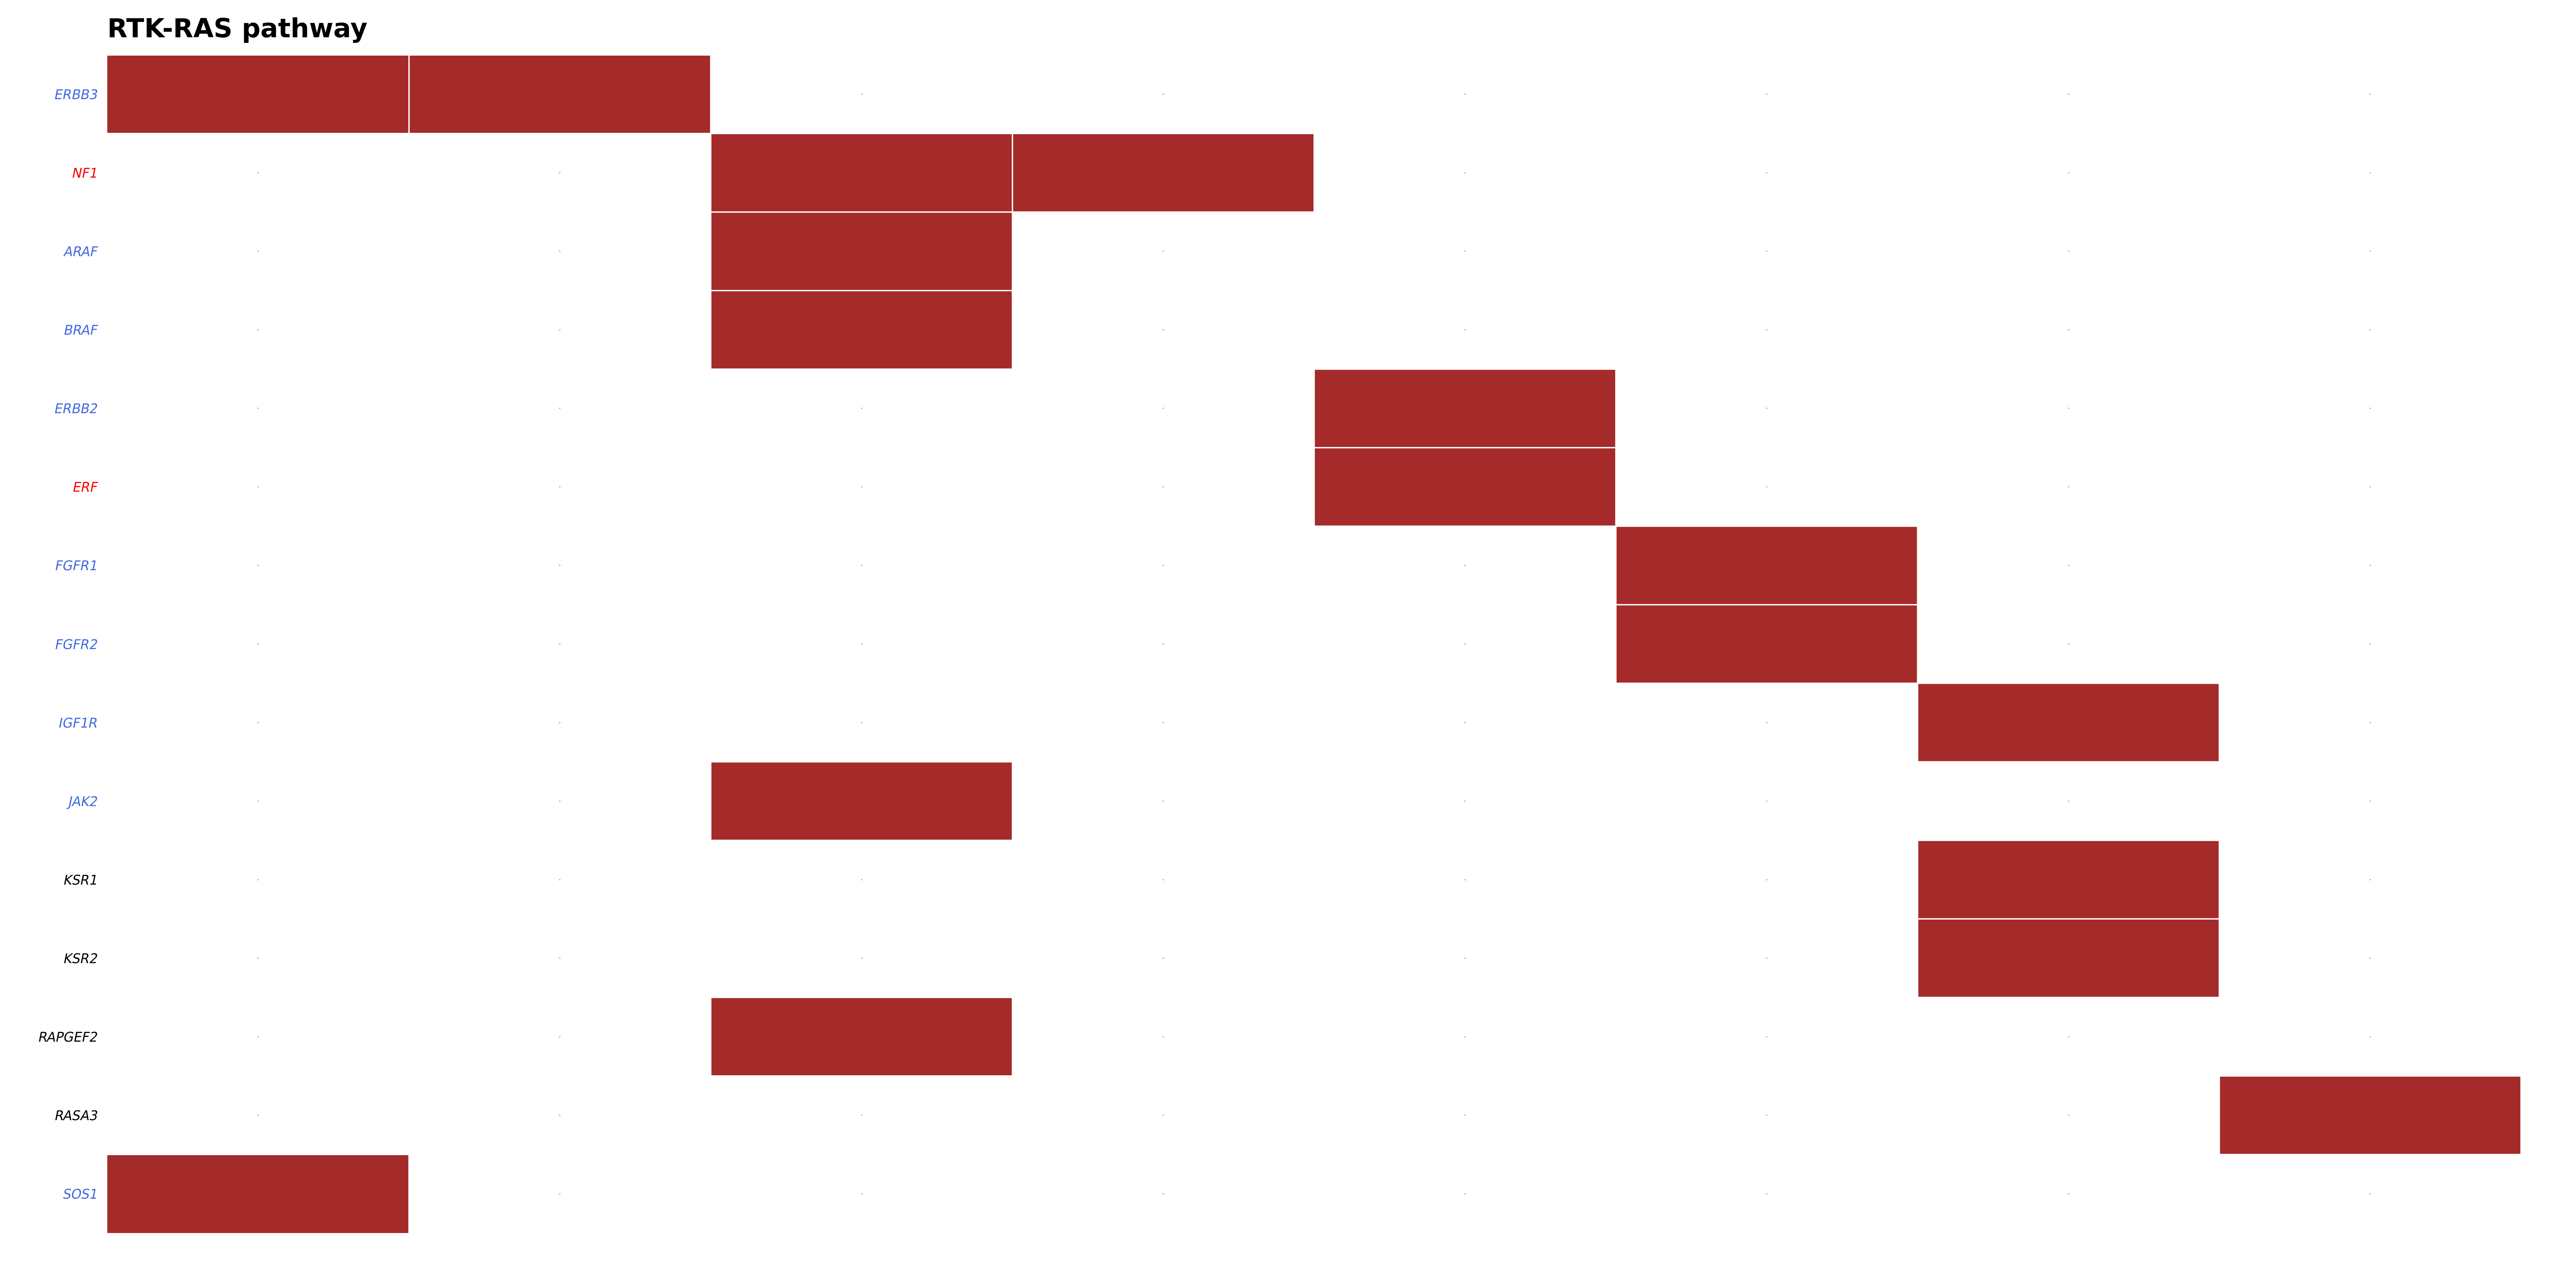 RTK-RAS pathway
ERBB3
NF1
ARAF
BRAF
ERBB2
ERF
FGFR1
FGFR2
IGF1R
JAK2
KSR1
KSR2
RAPGEF2
RASA3
SOS1